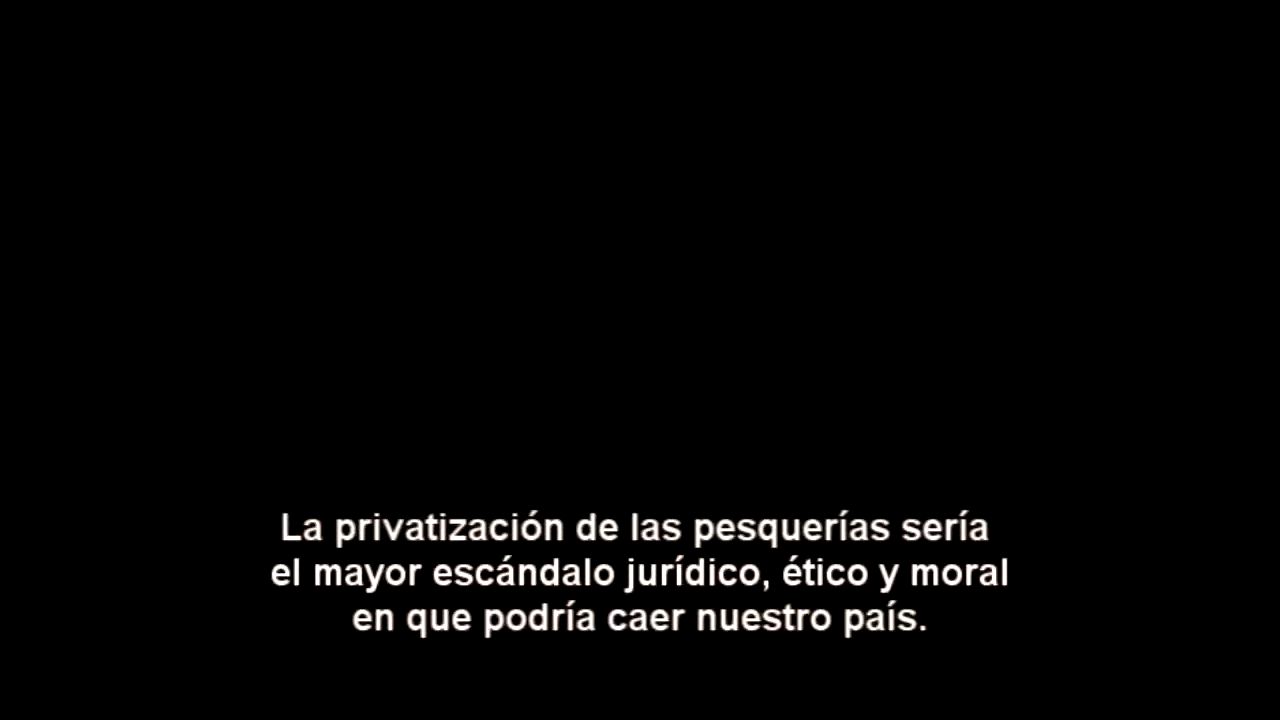 La privatización de las pesquerías sería
el mayor escándalo jurídico, ético y moral
en que podría caer nuestro país.